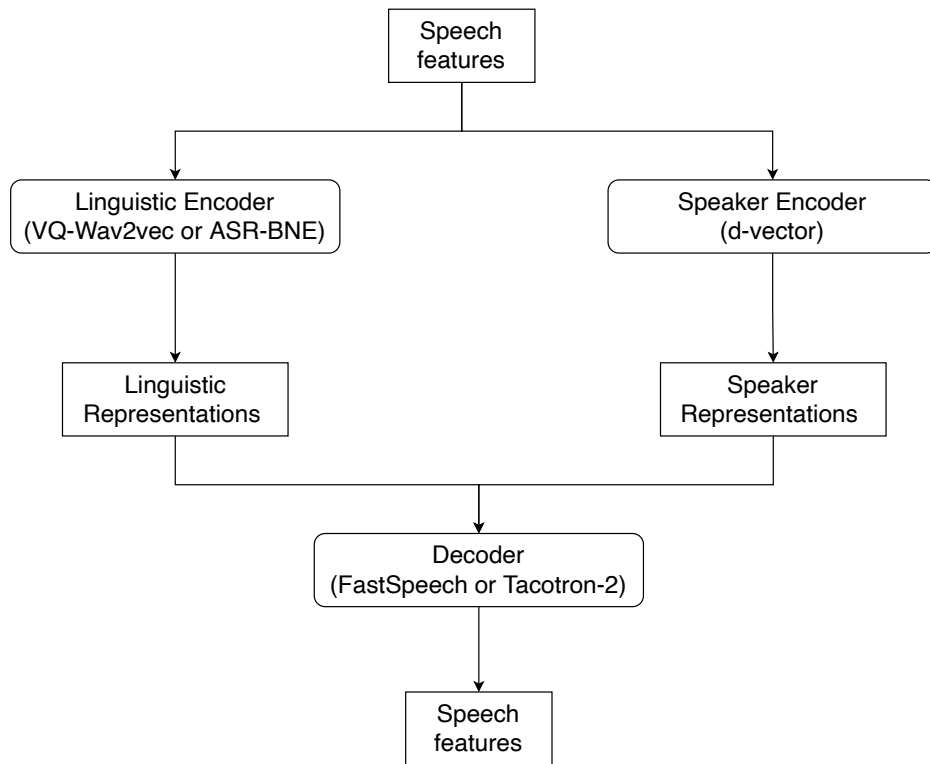 Speech
features
Linguistic Encoder
(VQ-Wav2vec or ASR-BNE)
Speaker Encoder
(d-vector)
Linguistic
Representations
Speaker
Representations
Decoder
(FastSpeech or Tacotron-2)
Speech
features